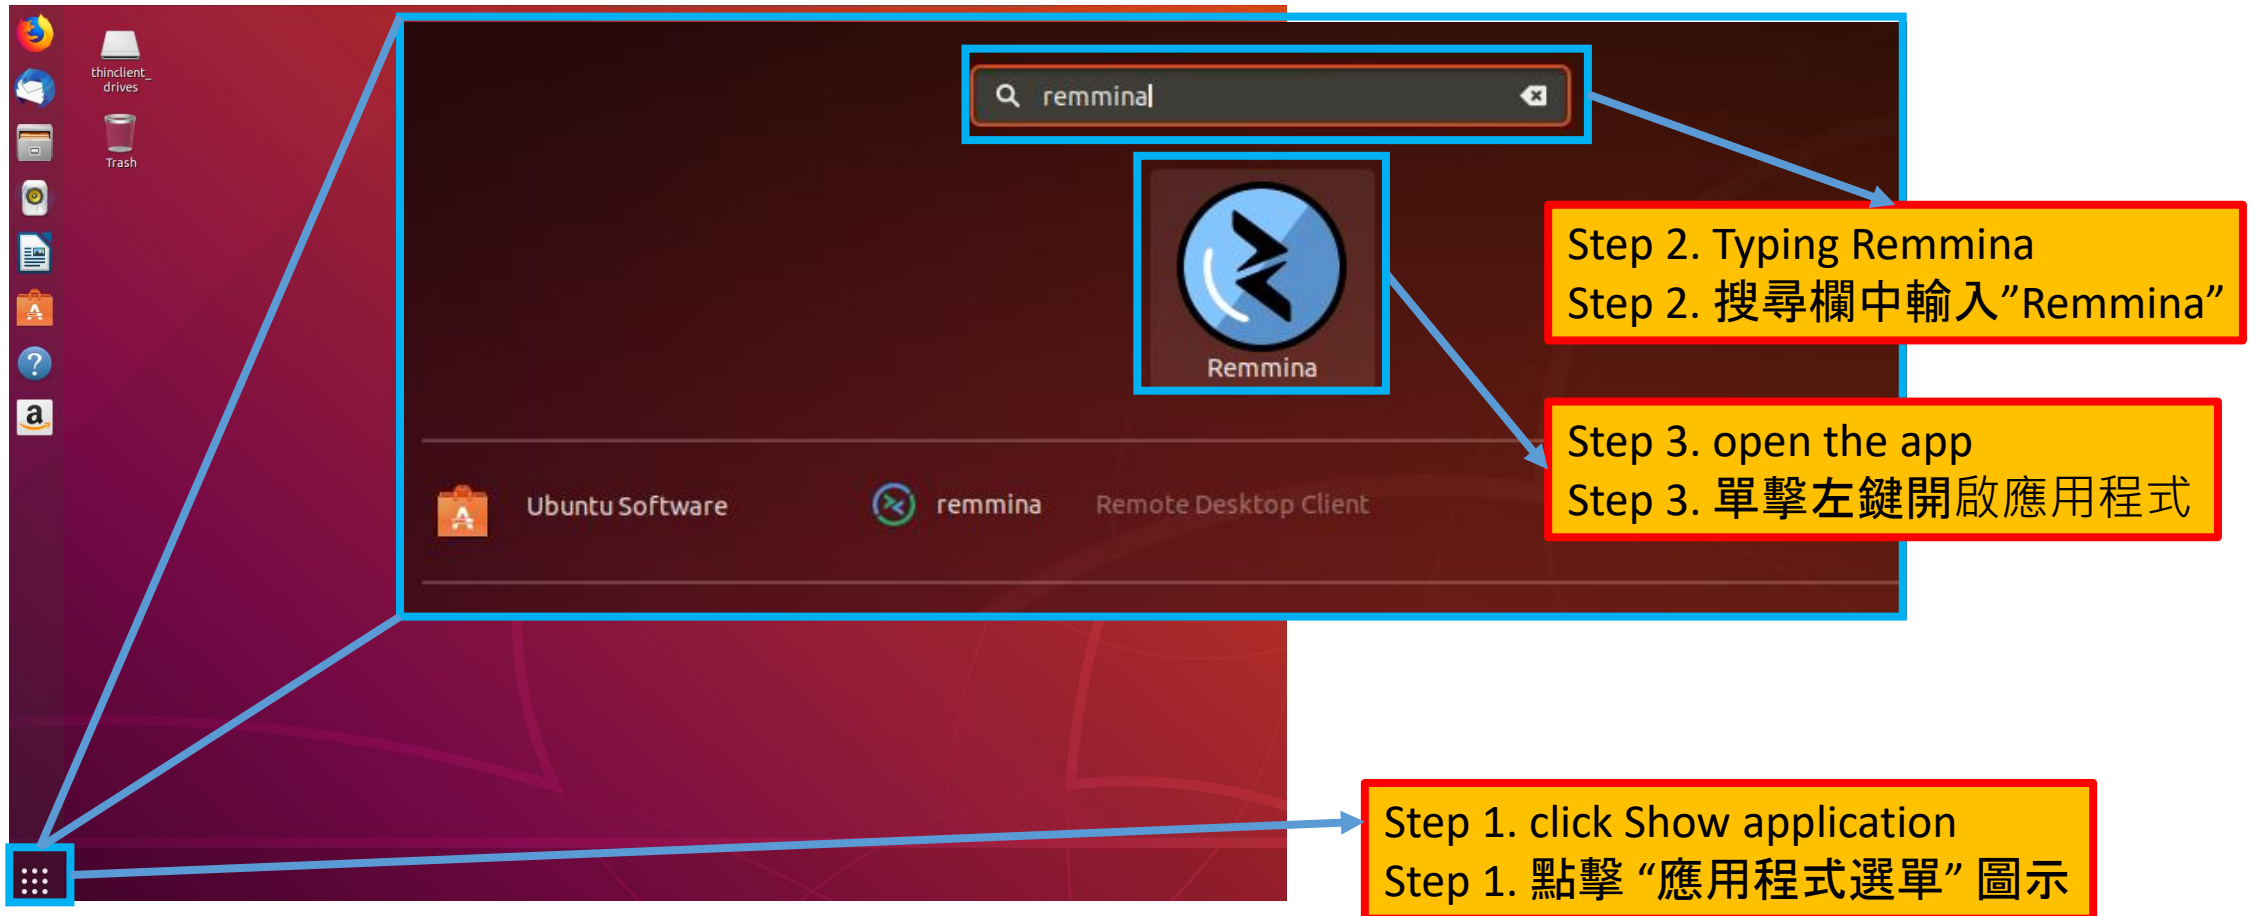 thinclient_
drives
Trash
remmina
Remmina
Ubuntu Software
remmina
Remote Desktop Client
Step 2. Typing Remmina
Step 2. 搜尋欄中輸入”Remmina”
Step 3. open the app
Step 3. 單擊左鍵開啟應用程式
Step 1. click Show application
Step 1. 點擊 “應用程式選單” 圖示